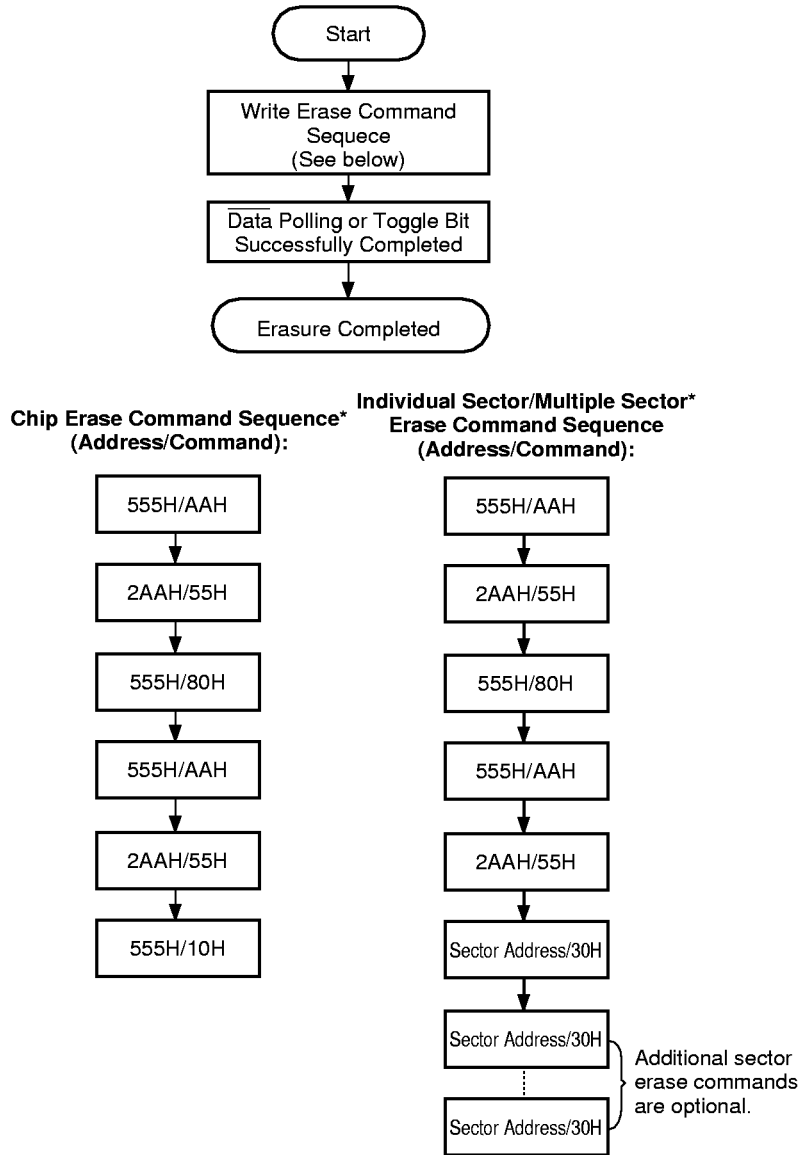 Start
Write Erase Command
Sequece
(See below)
Data Polling or Toggle Bit
Successfully Completed
Erasure Completed
Chip Erase Command Sequence*
(Address/Command):
555H/AAH
2AAH/55H
555H/80H
555H/AAH
2AAH/55H
555H/10H
Individual Sector/Multiple Sector*
Erase Command Sequence
(Address/Command):
555H/AAH
2AAH/55H
555H/80H
555H/AAH
2AAH/55H
Sector Address/30H
Sector Address/30H
Sector Address/30H
Additional sector
erase commands
are optional.